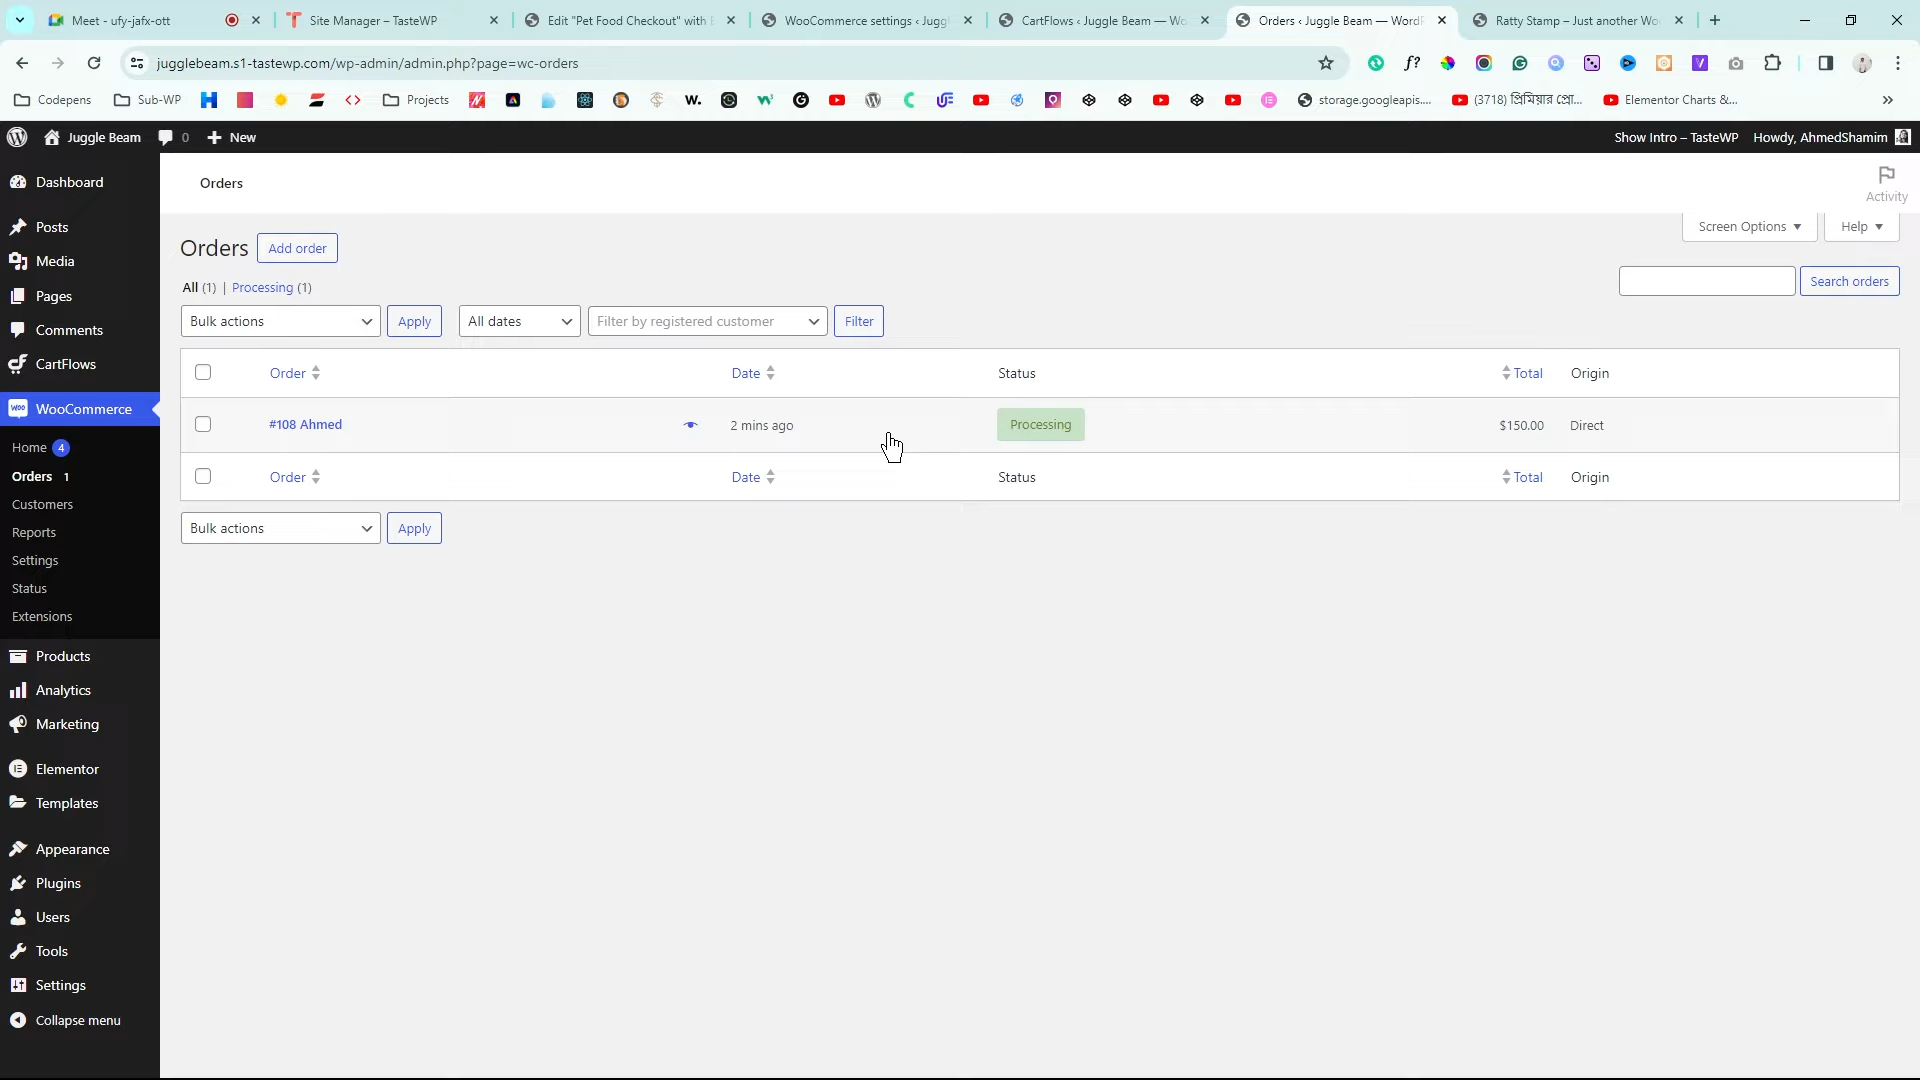 Meet - ufy-jafx-ott
Site Manager – TasteWP
Edit "Pet Food Checkout" with E
WooCommerce settings ‹ Juggl
CartFlows ‹ Juggle Beam — Wo
Orders ‹ Juggle Beam — WordP
Ratty Stamp – Just another Wo
jugglebeam.s1-tastewp.com/wp-admin/admin.php?page=wc-orders
Codepens
Sub-WP
Projects
storage.googleapis....
(3718) প্রিমিয়ার প্রো...
Elementor Charts &...
Juggle Beam
0
New
Show Intro – TasteWP
Howdy, AhmedShamim
Dashboard
Posts
Media
Pages
Comments
CartFlows
WooCommerce
Home 4
Orders 1
Customers
Reports
Settings
Status
Extensions
Products
Analytics
Marketing
Elementor
Templates
Appearance
Plugins
Users
Tools
Settings
Collapse menu
Orders
Activity
Screen Options
Help
Orders
Add order
All (1) | Processing (1)
Search orders
Bulk actions
Apply
All dates
Filter by registered customer
Filter
Order Date Status Total Origin
#108 Ahmed 2 mins ago Processing $150.00 Direct
Order Date Status Total Origin
Bulk actions
Apply